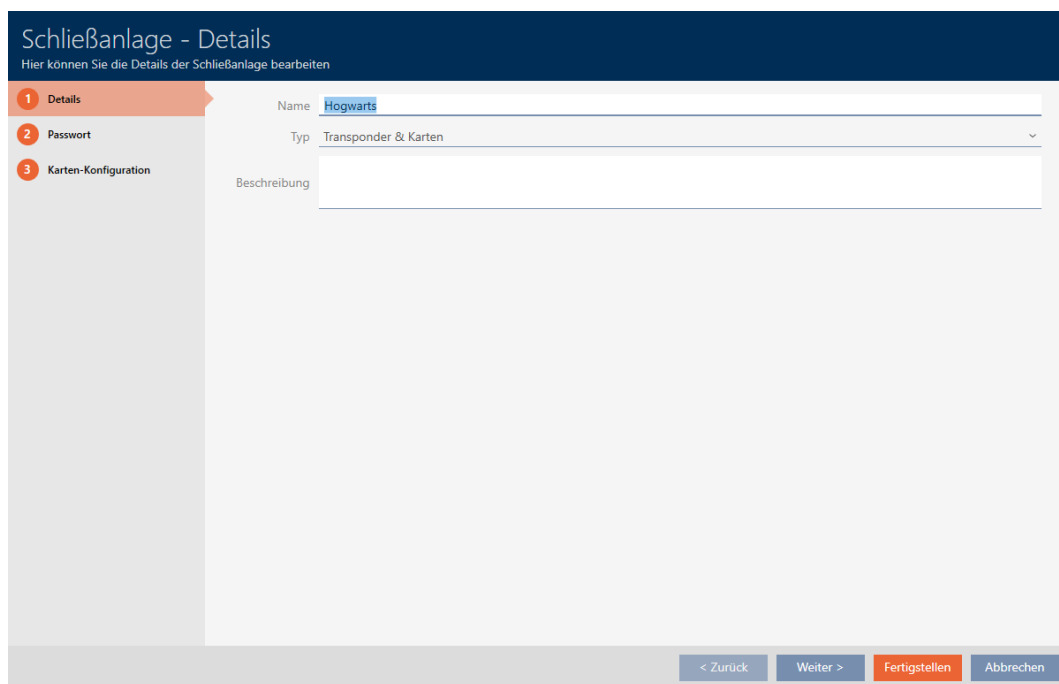 Schließanlage - Details
Hier können Sie die Details der Schließanlage bearbeiten
1 Details
2 Passwort
3 Karten-Konfiguration
Name Hogwarts
Typ Transponder & Karten
Beschreibung
< Zurück Weiter > Fertigstellen Abbrechen